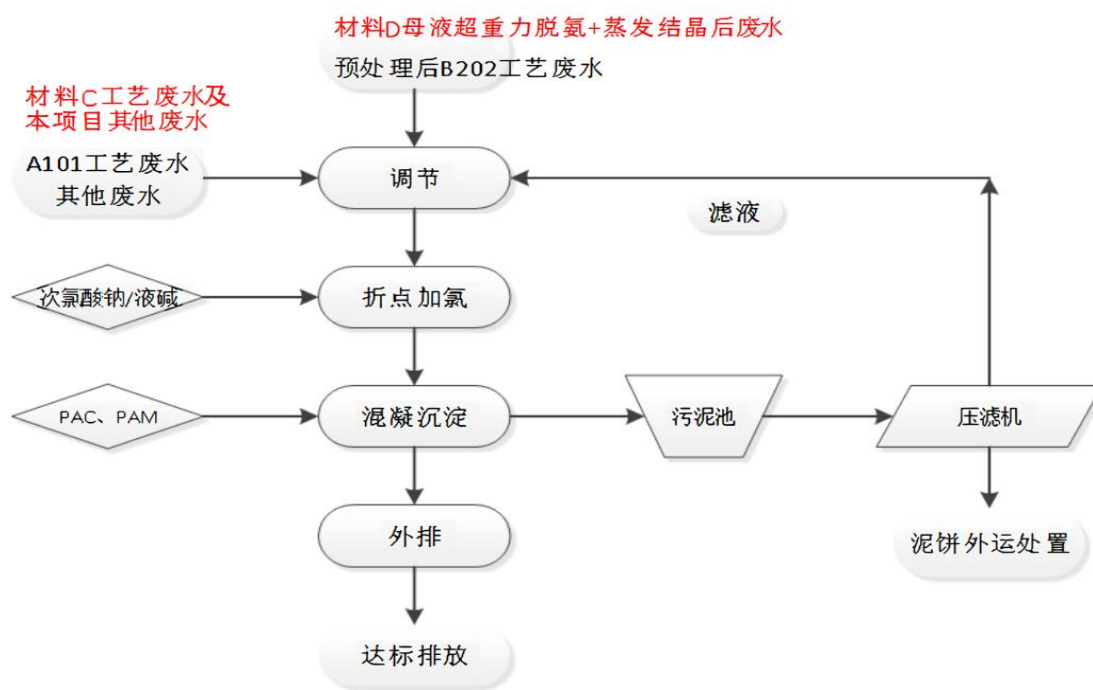 材料D母液超重力脱氨+蒸发结晶后废水
预处理后B202工艺废水
材料C工艺废水及
本项目其他废水
A101工艺废水
其他废水
调节
滤液
次氯酸钠/液碱
折点加氯
PAC、PAM
混凝沉淀
污泥池
压滤机
外排
泥饼外运处置
达标排放